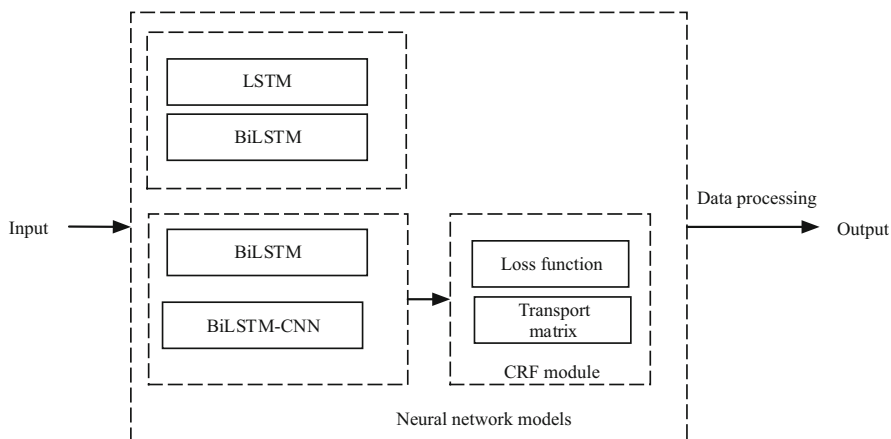 LSTM
BiLSTM
Input
BiLSTM
BiLSTM-CNN
Loss function
Transport
matrix
CRF module
Neural network models
Data processing
Output